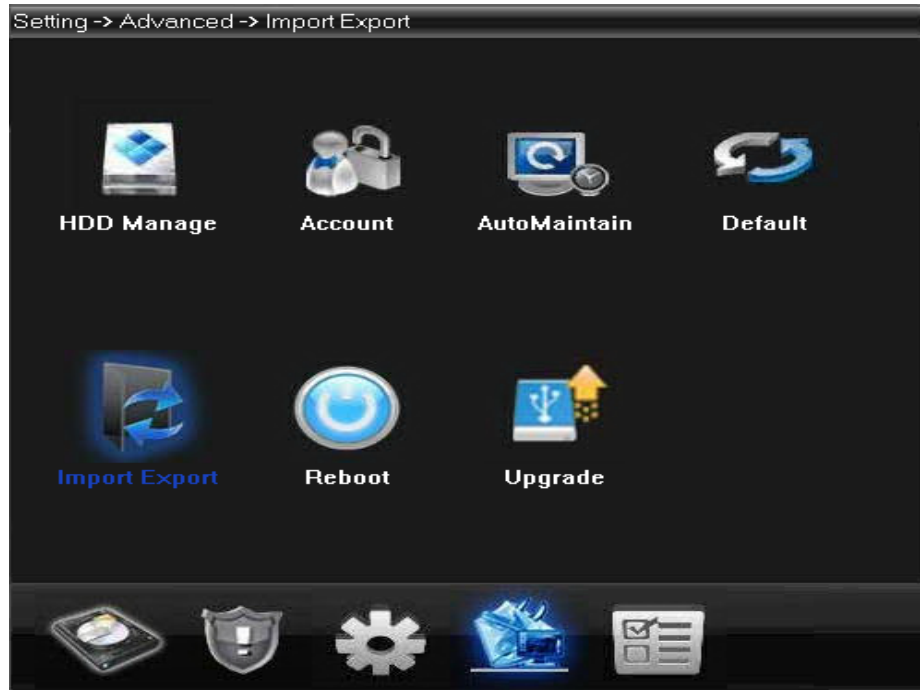 Setting -> Advanced -> Import Export
HDD Manage
Account
AutoMaintain
Default
Import Export
Reboot
Upgrade